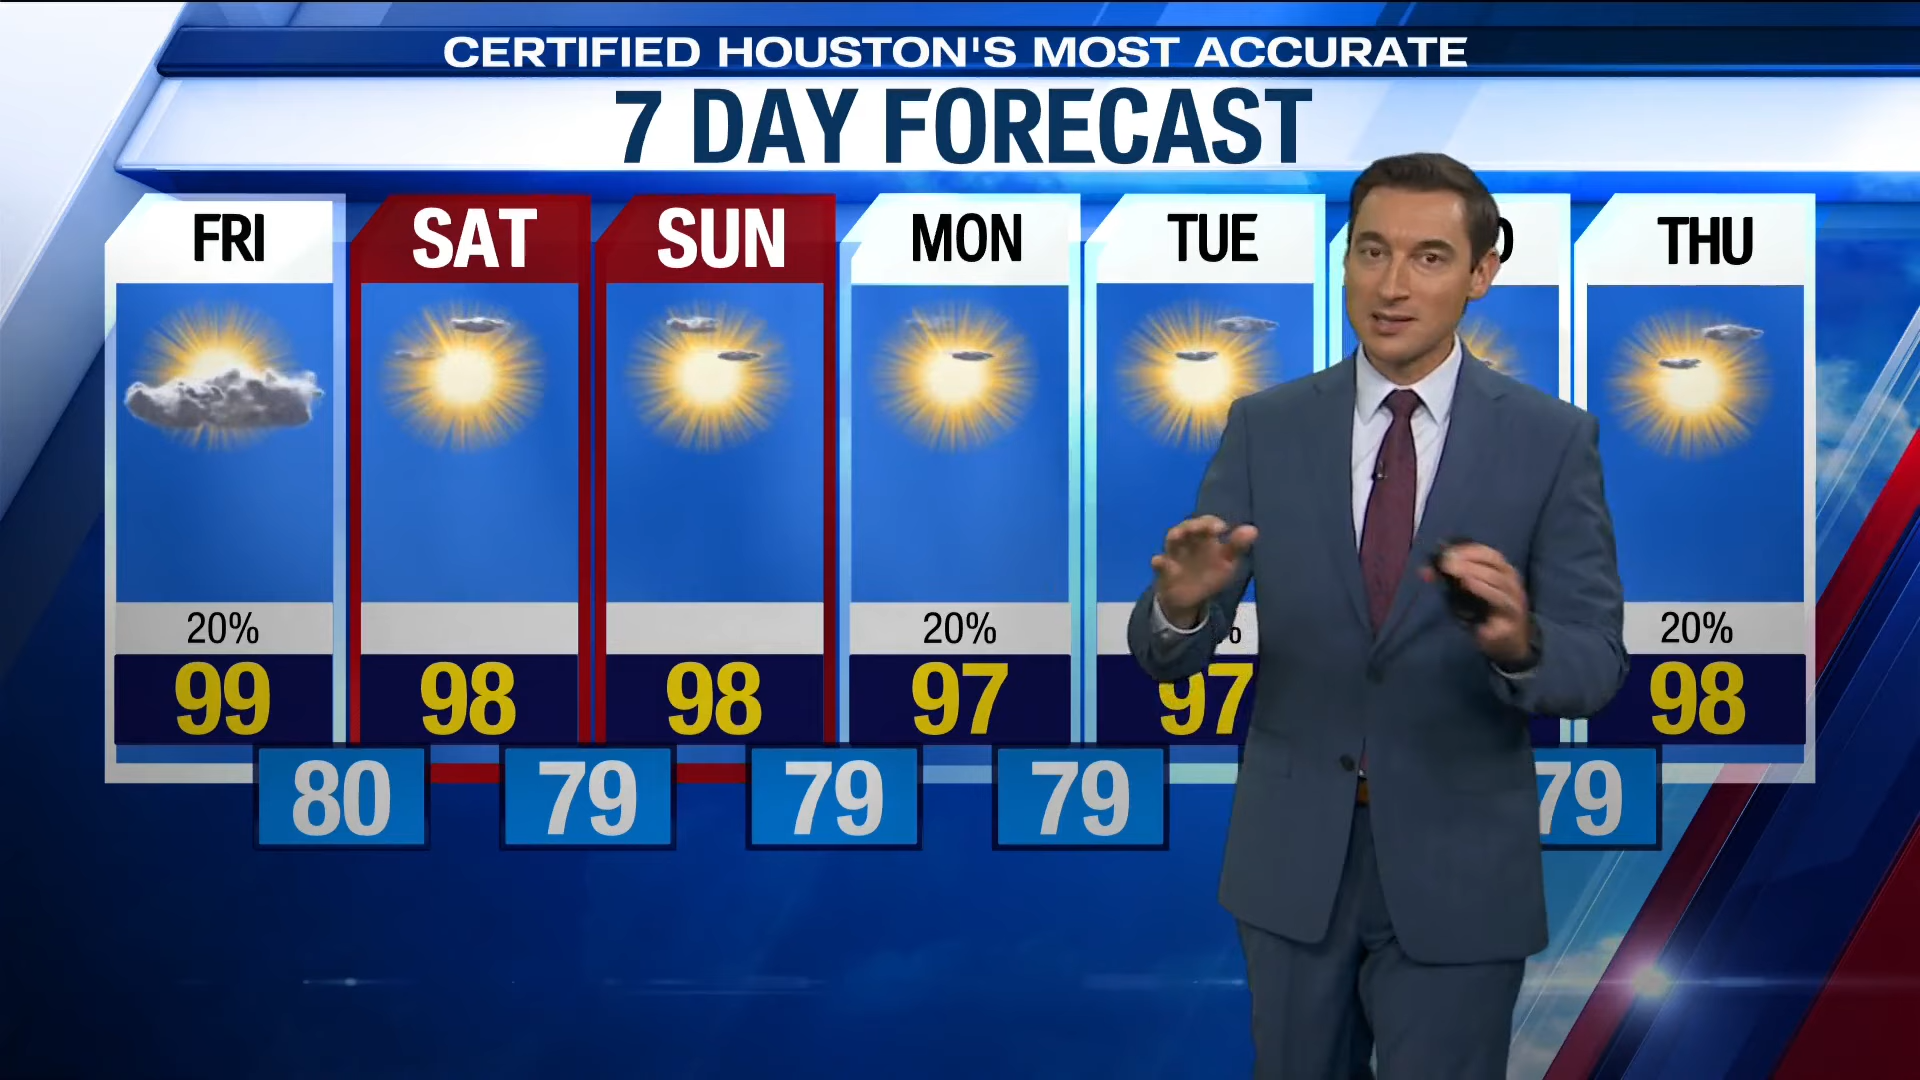 CERTIFIED HOUSTON'S MOST ACCURATE
7 DAY FORECAST
FRI SAT SUN MON TUE THU
20% 20% 20%
99 98 98 97 97 98
80 79 79 79 79